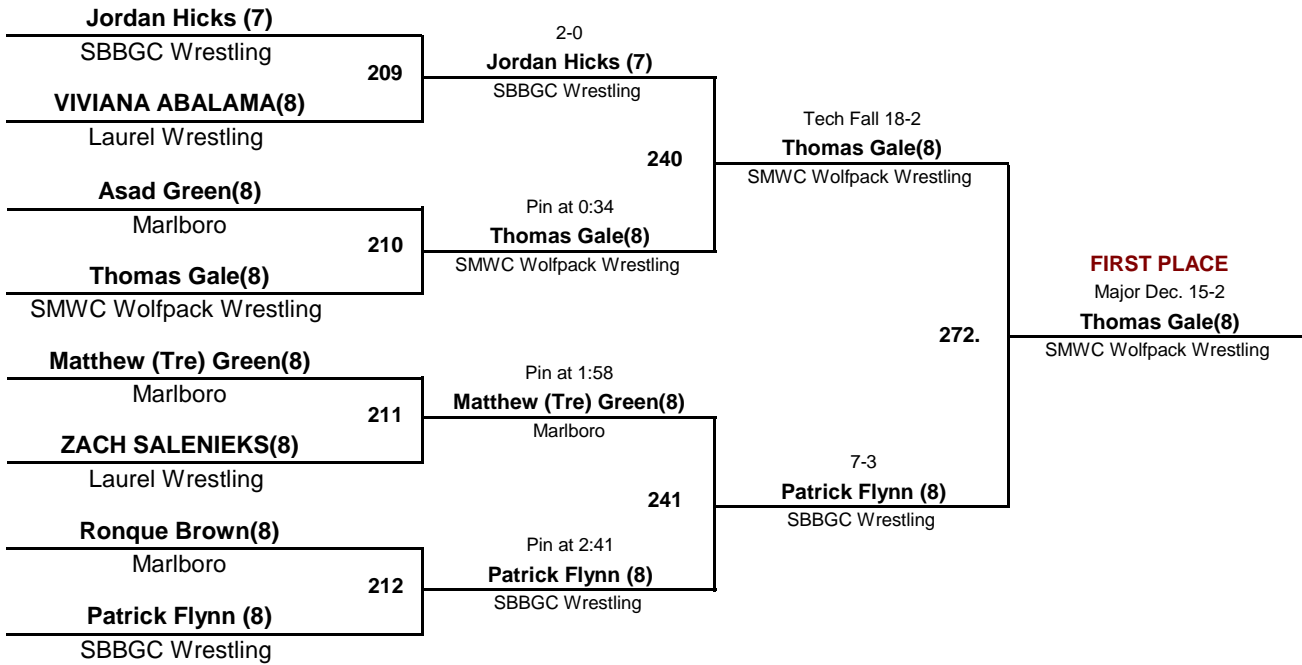 Jordan Hicks (7)
SBBGC Wrestling
209
VIVIANA ABALAMA(8)
Laurel Wrestling
Asad Green(8)
Marlboro
210
Thomas Gale(8)
SMWC Wolfpack Wrestling
Matthew (Tre) Green(8)
Marlboro
211
ZACH SALENIEKS(8)
Laurel Wrestling
Ronque Brown(8)
Marlboro
212
Patrick Flynn (8)
SBBGC Wrestling
2-0
Jordan Hicks (7)
SBBGC Wrestling
240
Pin at 0:34
Thomas Gale(8)
SMWC Wolfpack Wrestling
Pin at 1:58
Matthew (Tre) Green(8)
Marlboro
241
Pin at 2:41
Patrick Flynn (8)
SBBGC Wrestling
Tech Fall 18-2
Thomas Gale(8)
SMWC Wolfpack Wrestling
272.
7-3
Patrick Flynn (8)
SBBGC Wrestling
FIRST PLACE
Major Dec. 15-2
Thomas Gale(8)
SMWC Wolfpack Wrestling